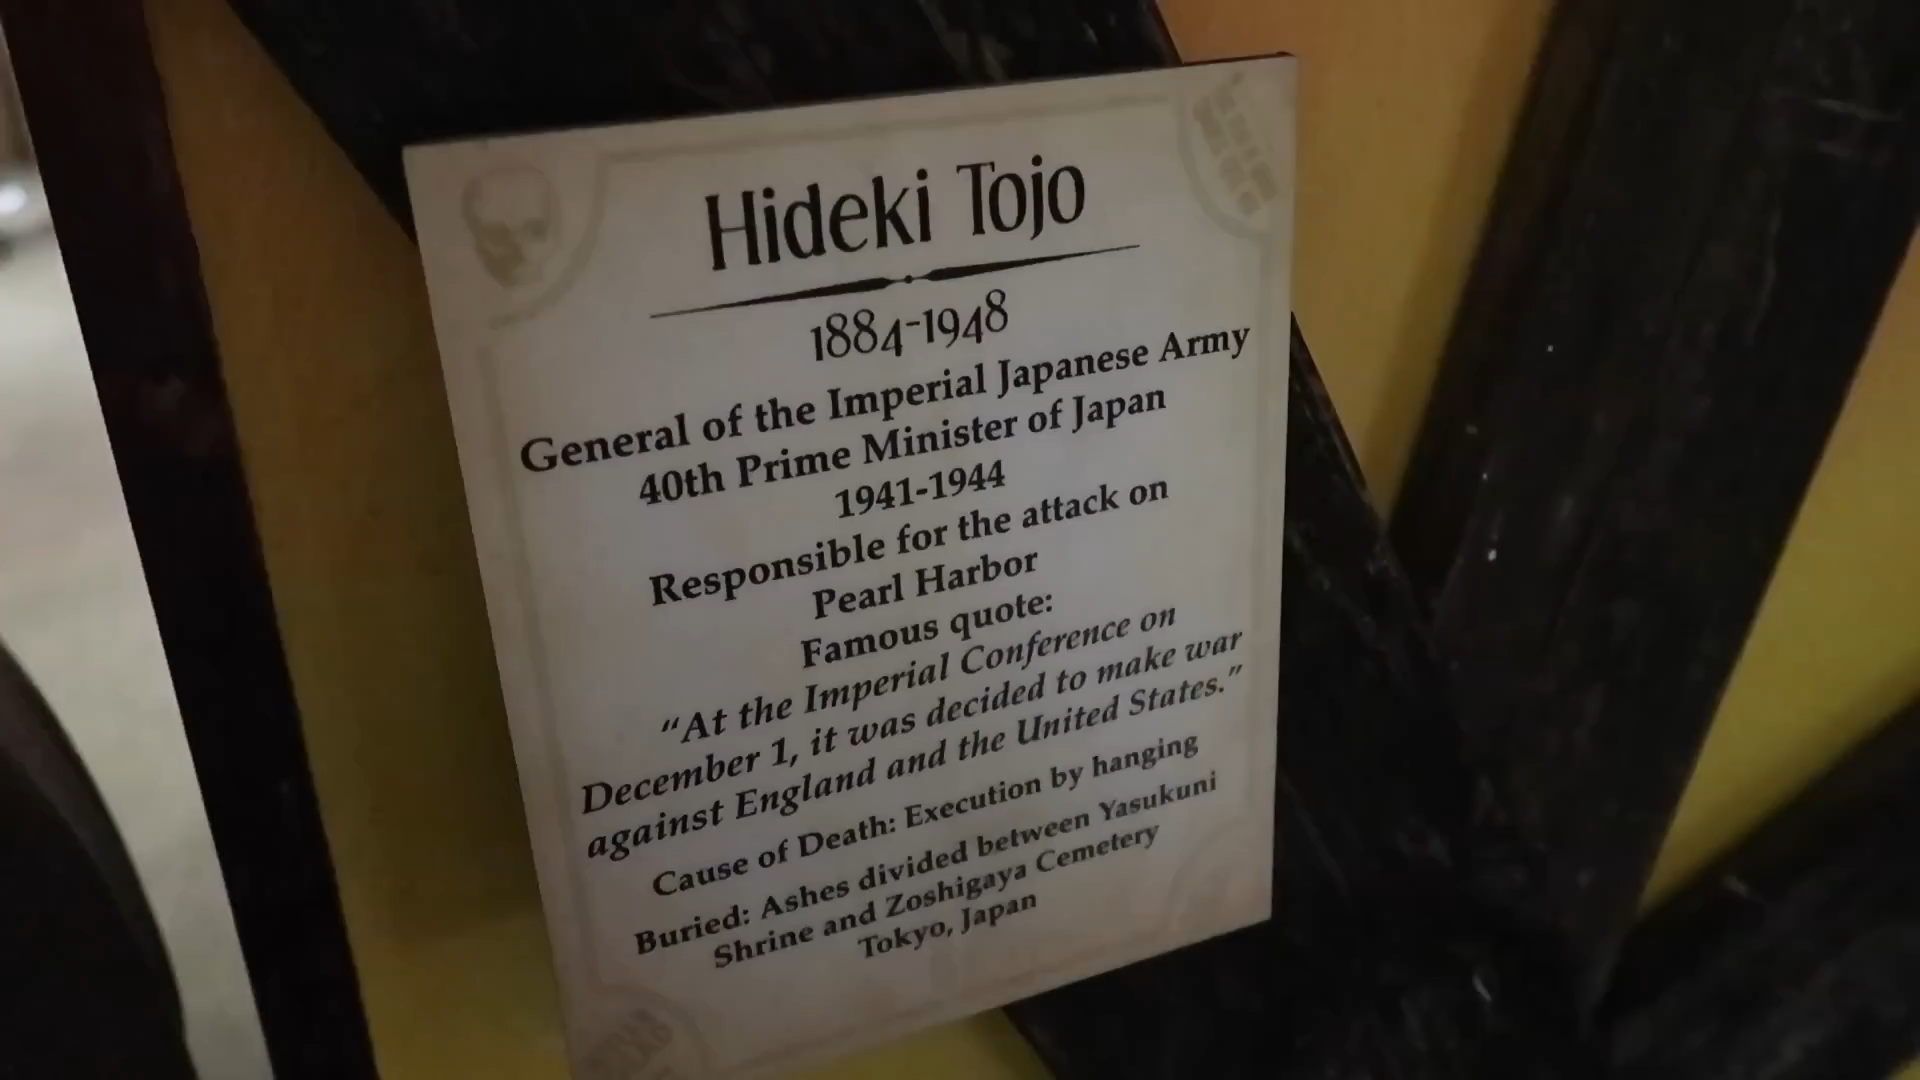 Hideki Tojo
1884-1948
General of the Imperial Japanese Army
40th Prime Minister of Japan
1941-1944
Responsible for the attack on
Pearl Harbor
Famous quote:
“At the Imperial Conference on
December 1, it was decided to make war
against England and the United States.”
Cause of Death: Execution by hanging
Buried: Ashes divided between Yasukuni
Shrine and Zoshigaya Cemetery
Tokyo, Japan